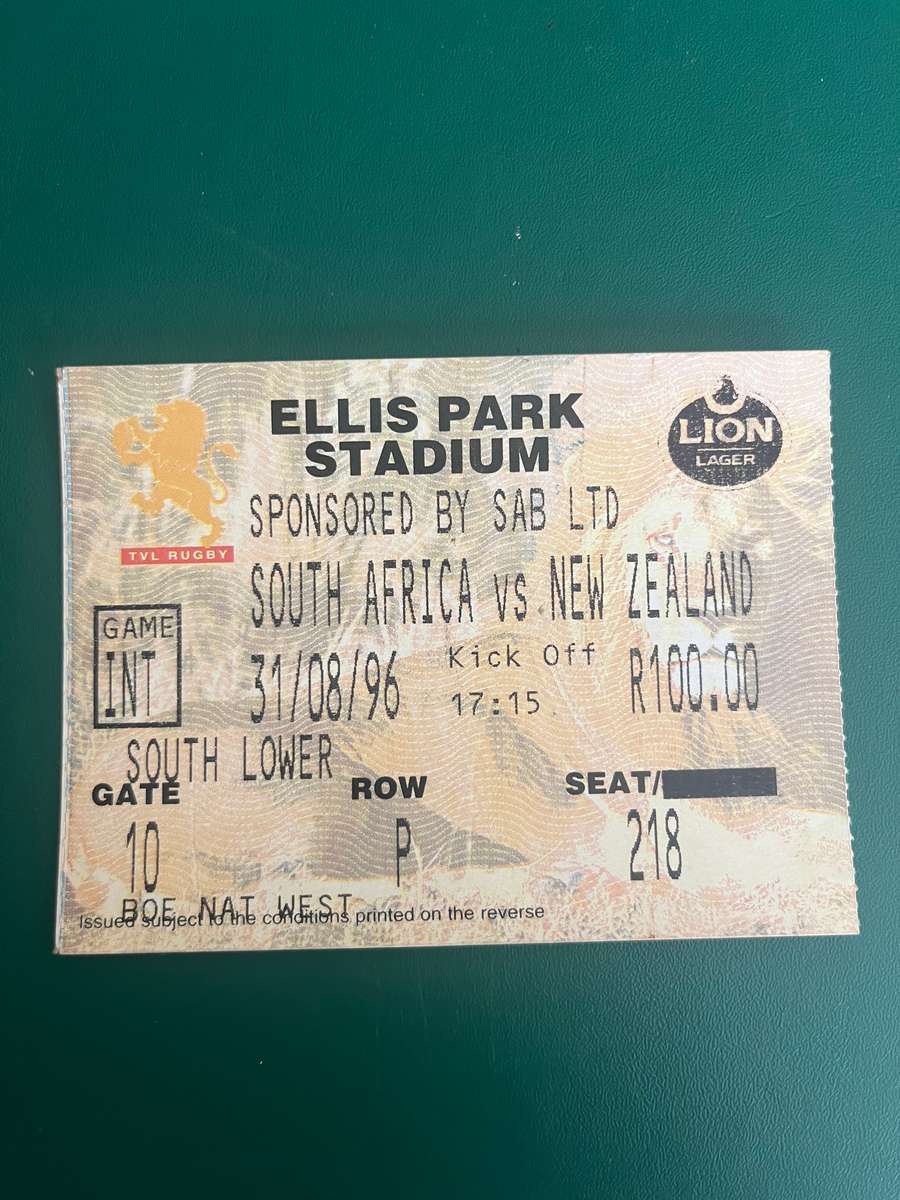 ELLIS PARK
STADIUM
LION
LAGER
SPONSORED BY SAB LTD
TVL RUGBY
SOUTH AFRICA vs NEW ZEALAND
GAME
INT
31/08/96
Kick Off
17:15
R100.00
SOUTH LOWER
GATE
ROW
SEAT/
10
P
218
BOE NAT WEST
Issued subject to the conditions printed on the reverse